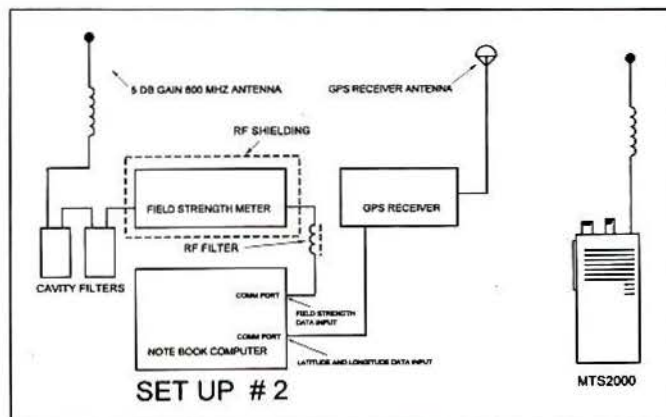 5 DB GAIN 800 MHZ ANTENNA
GPS RECEIVER ANTENNA
RF SHIELDING
FIELD STRENGTH METER
GPS RECEIVER
RF FILTER
CAVITY FILTERS
COMM PORT
FIELD STRENGTH
DATA INPUT
COMM PORT
NOTE BOOK COMPUTER
LATITUDE AND LONGITUDE DATA INPUT
SET UP # 2
MTS2000